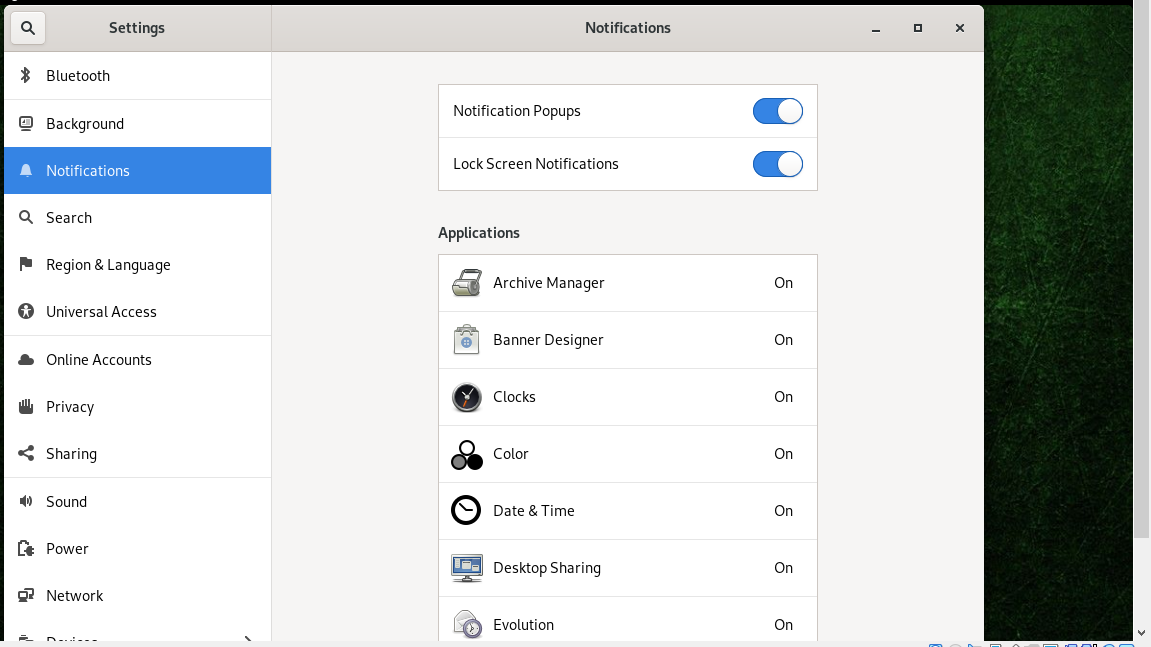 Settings
Notifications
Bluetooth
Background
Notifications
Search
Region & Language
Universal Access
Online Accounts
Privacy
Sharing
Sound
Power
Network
Devices
Notification Popups
Lock Screen Notifications
Applications
Archive Manager On
Banner Designer On
Clocks On
Color On
Date & Time On
Desktop Sharing On
Evolution On